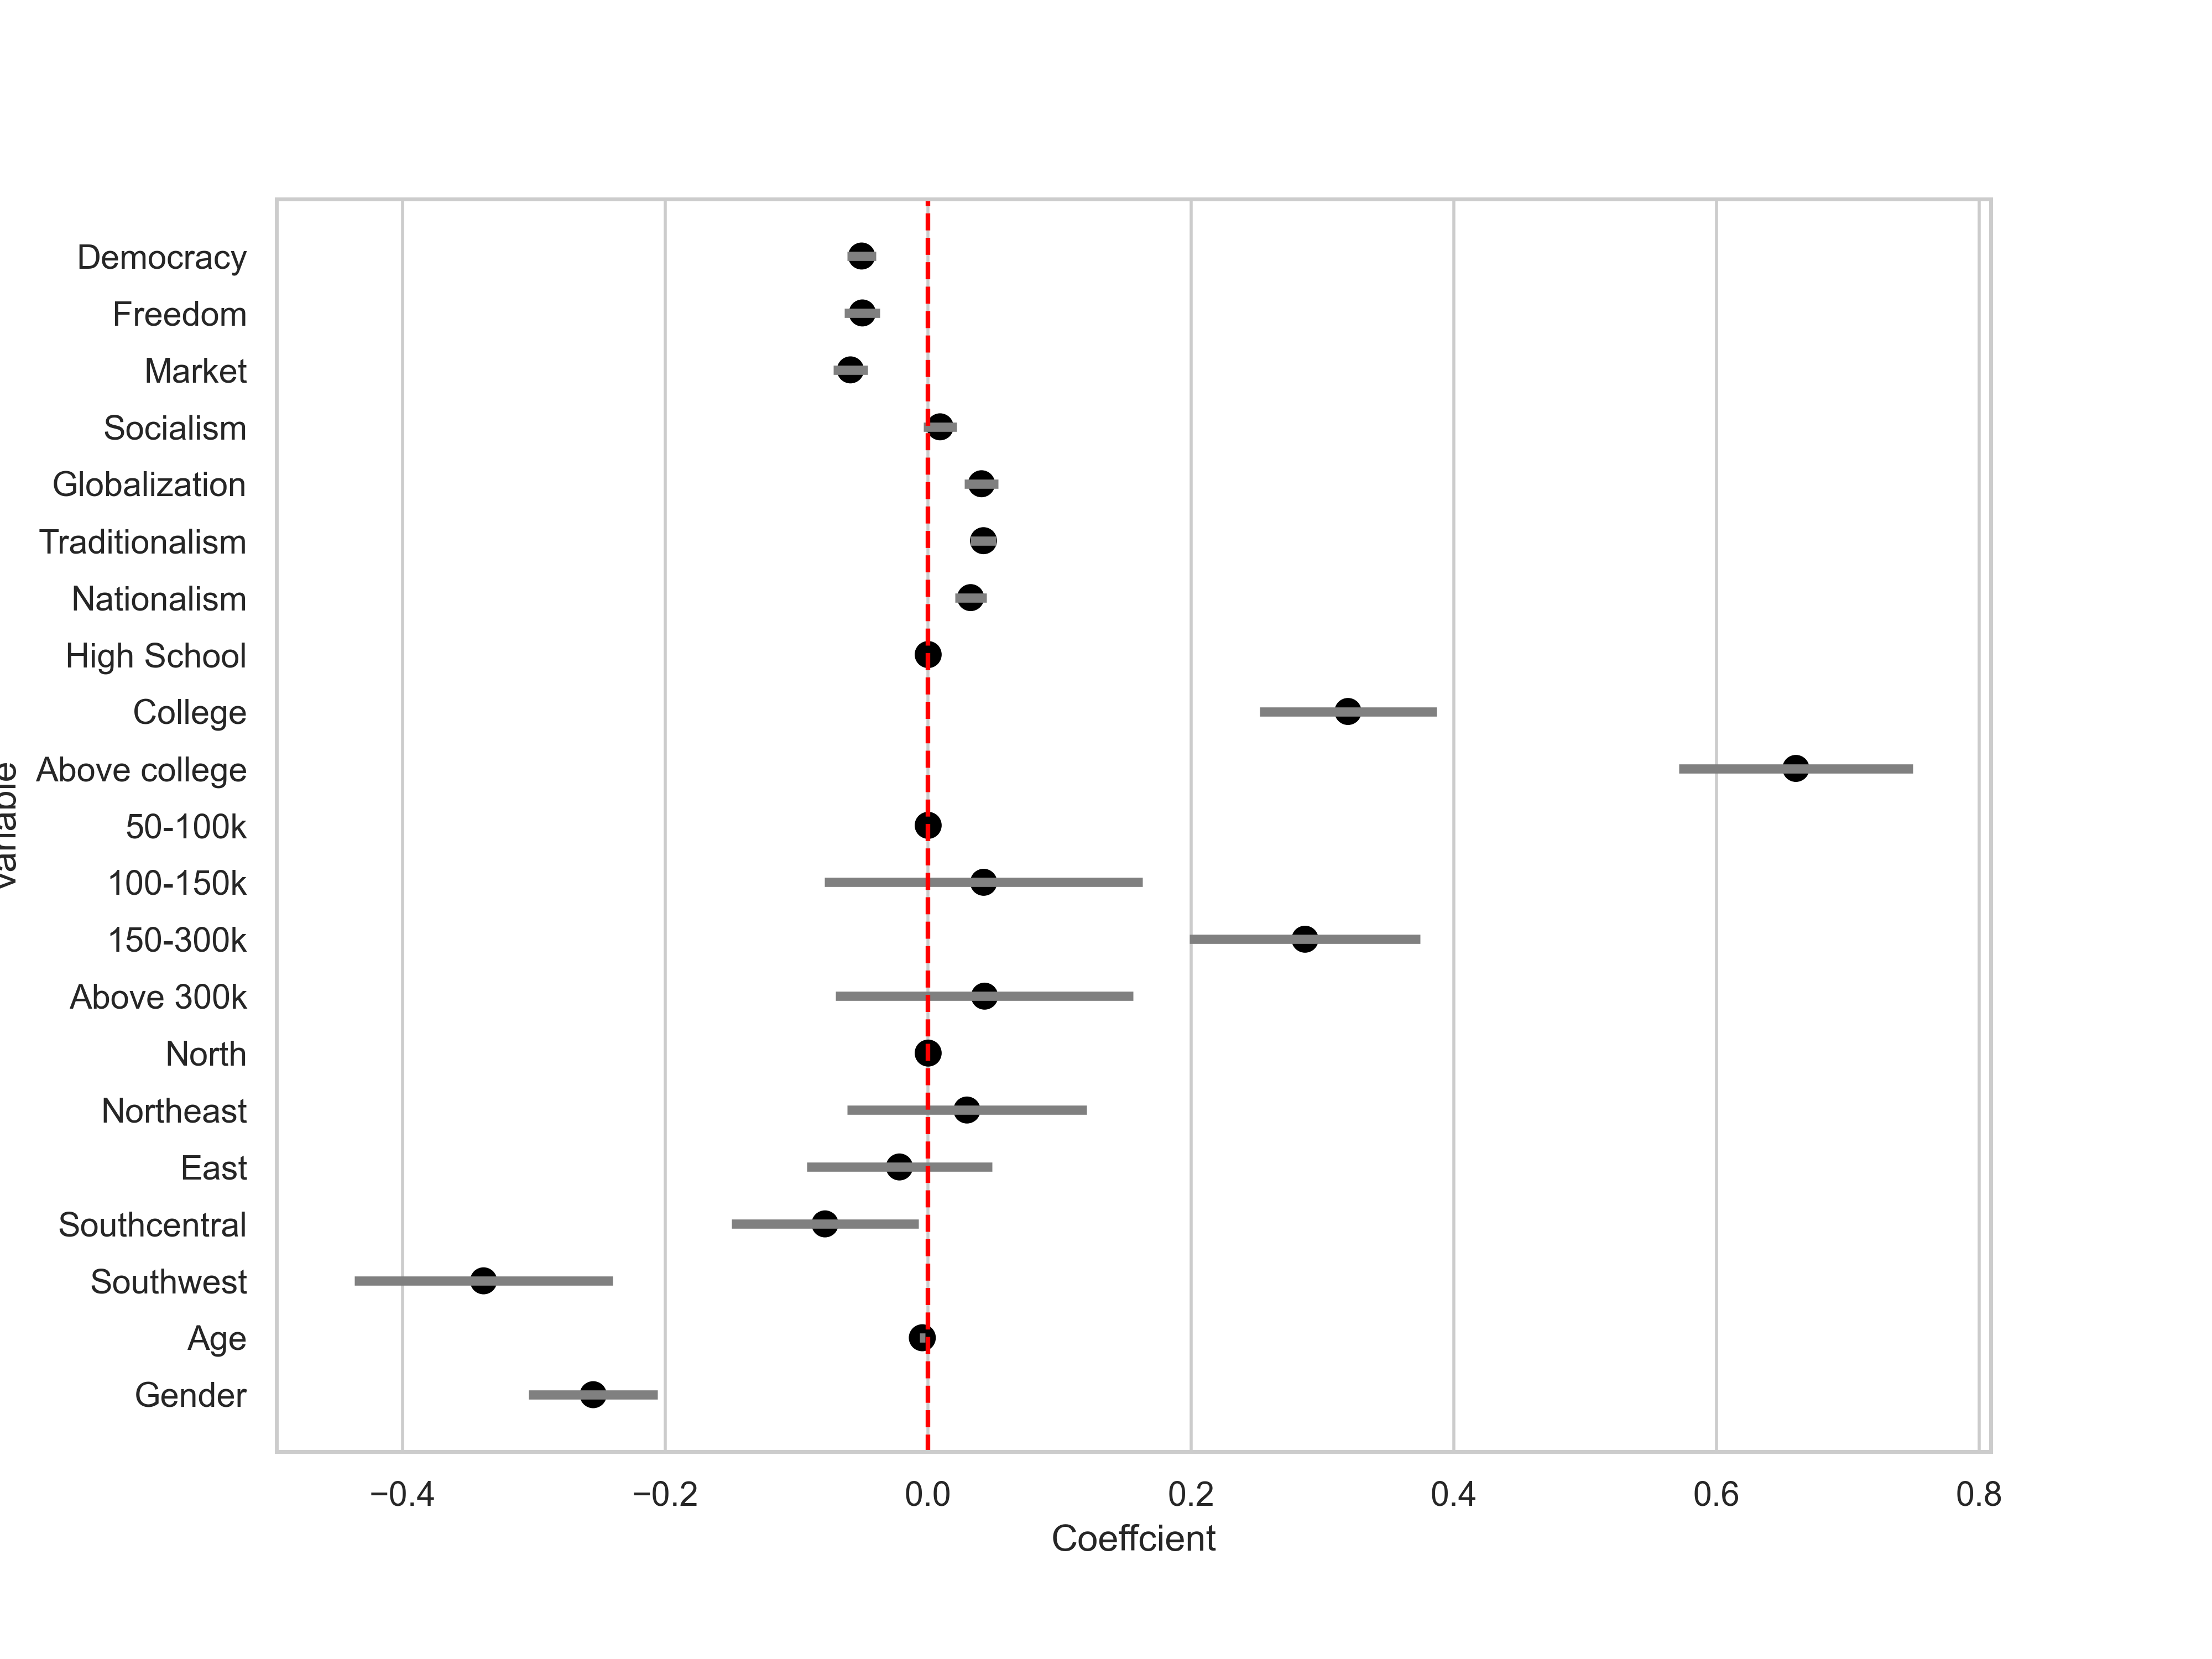 Democracy
Freedom
Market
Socialism
Globalization
Traditionalism
Nationalism
High School
College
Above college
50-100k
100-150k
150-300k
Above 300k
North
Northeast
East
Southcentral
Southwest
Age
Gender
Variable
−0.4 −0.2 0.0 0.2 0.4 0.6 0.8
Coeffcient